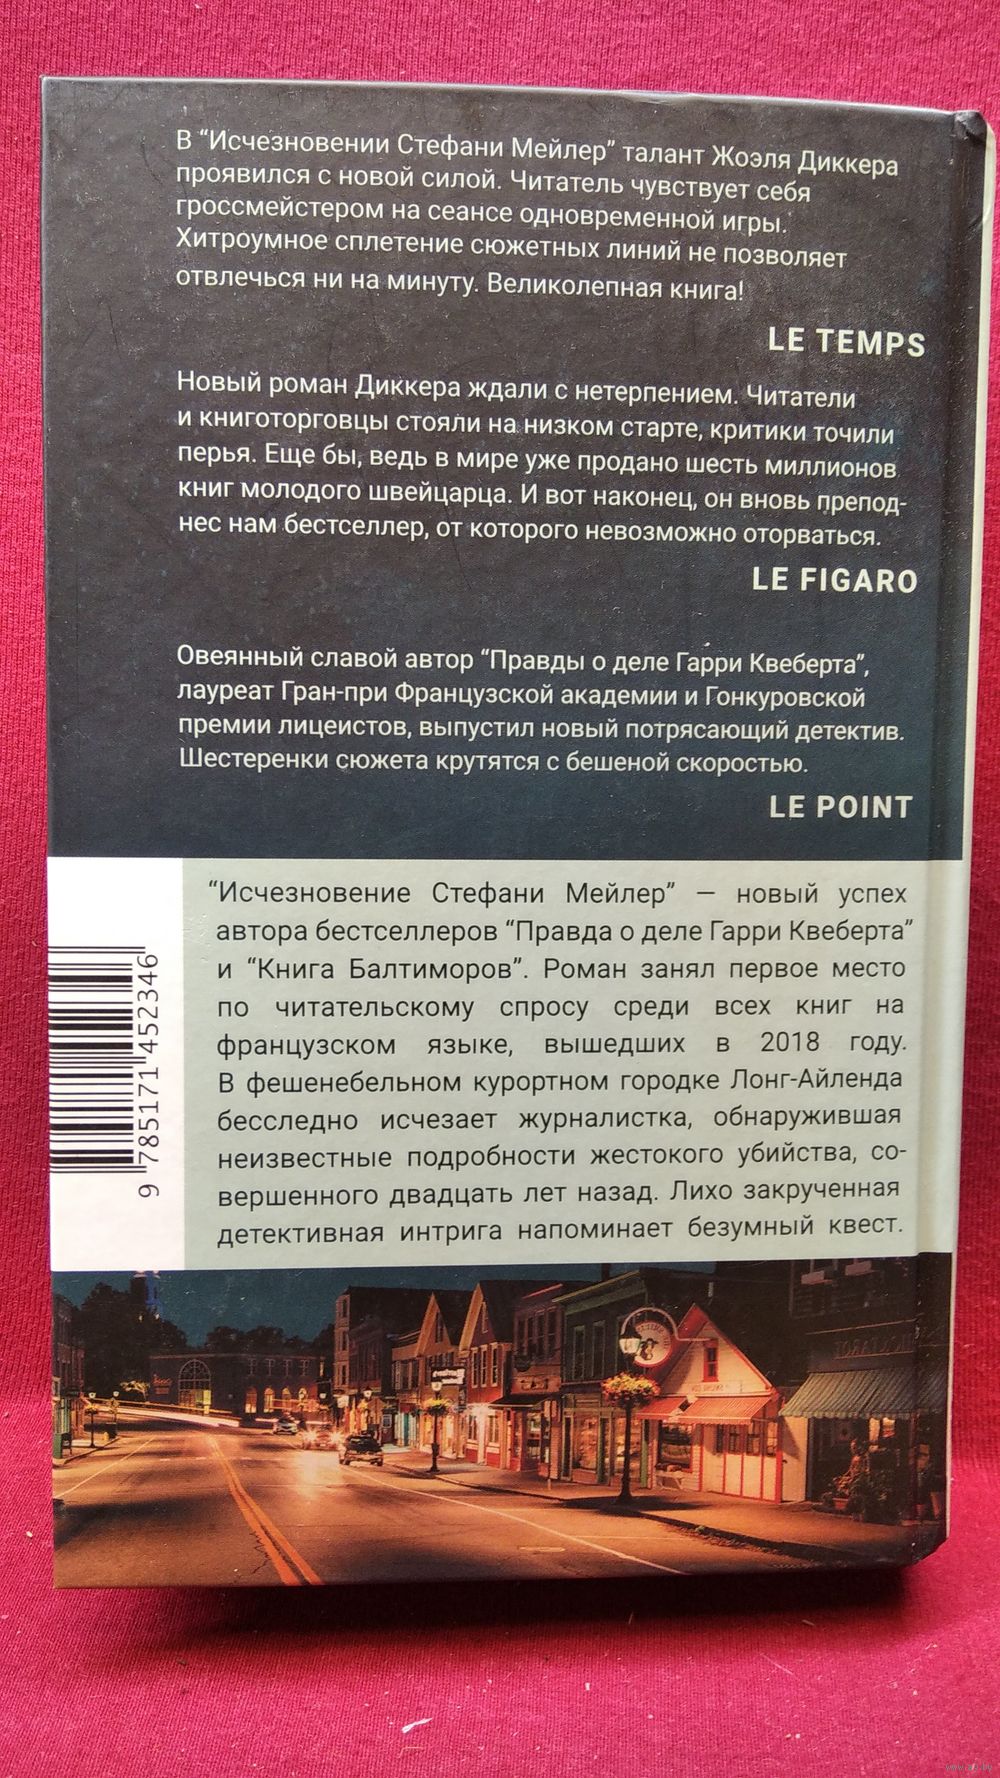 В “Исчезновении Стефани Мейлер” талант Жоэля Диккера
проявился с новой силой. Читатель чувствует себя
гроссмейстером на сеансе одновременной игры.
Хитроумное сплетение сюжетных линий не позволяет
отвлечься ни на минуту. Великолепная книга!
LE TEMPS
Новый роман Диккера ждали с нетерпением. Читатели
и книготорговцы стояли на низком старте, критики точили
перья. Еще бы, ведь в мире уже продано шесть миллионов
книг молодого швейцарца. И вот наконец, он вновь препод-
нес нам бестселлер, от которого невозможно оторваться.
LE FIGARO
Овеянный славой автор “Правды о деле Гарри Квеберта”,
лауреат Гран-при Французской академии и Гонкуровской
премии лицеистов, выпустил новый потрясающий детектив.
Шестеренки сюжета крутятся с бешеной скоростью.
LE POINT
“Исчезновение Стефани Мейлер” — новый успех
автора бестселлеров “Правда о деле Гарри Квеберта”
и “Книга Балтиморов”. Роман занял первое место
по читательскому спросу среди всех книг на
французском языке, вышедших в 2018 году.
В фешенебельном курортном городке Лонг-Айленда
бесследно исчезает журналистка, обнаружившая
неизвестные подробности жестокого убийства, со-
вершенного двадцать лет назад. Лихо закрученная
детективная интрига напоминает безумный квест.
9 785171 452346